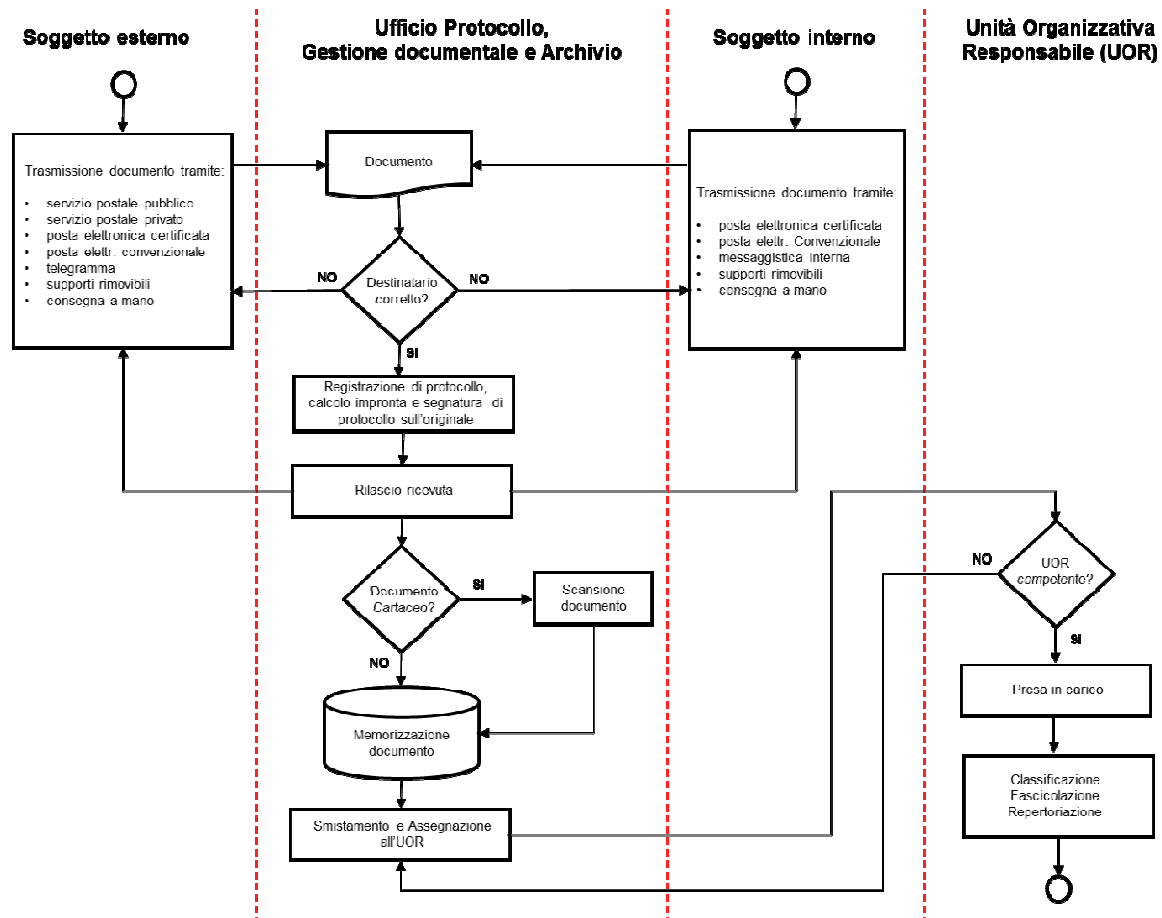 Soggetto esterno
Ufficio Protocollo,
Gestione documentale e Archivio
Soggetto interno
Unità Organizzativa
Responsabile (UOR)
Trasmissione documento tramite:
• servizio postale pubblico
• servizio postale privato
• posta elettronica certificata
• posta elettr. convenzionale
• telegramma
• supporti rimovibili
• consegna a mano
Documento
Trasmissione documento tramite:
• posta elettronica certificata
• posta elettr. Convenzionale
• messaggistica interna
• supporti rimovibili
• consegna a mano
NO
Destinatario
corretto?
NO
SI
Registrazione di protocollo,
calcolo impronta e segnatura di
protocollo sull'originale
Rilascio ricevuta
Documento
Cartaceo?
SI
Scansione
documento
NO
Memorizzazione
documento
Smistamento e Assegnazione
all'UOR
NO
UOR
competente?
SI
Presa in carico
Classificazione
Fascicolazione
Repertoriazione